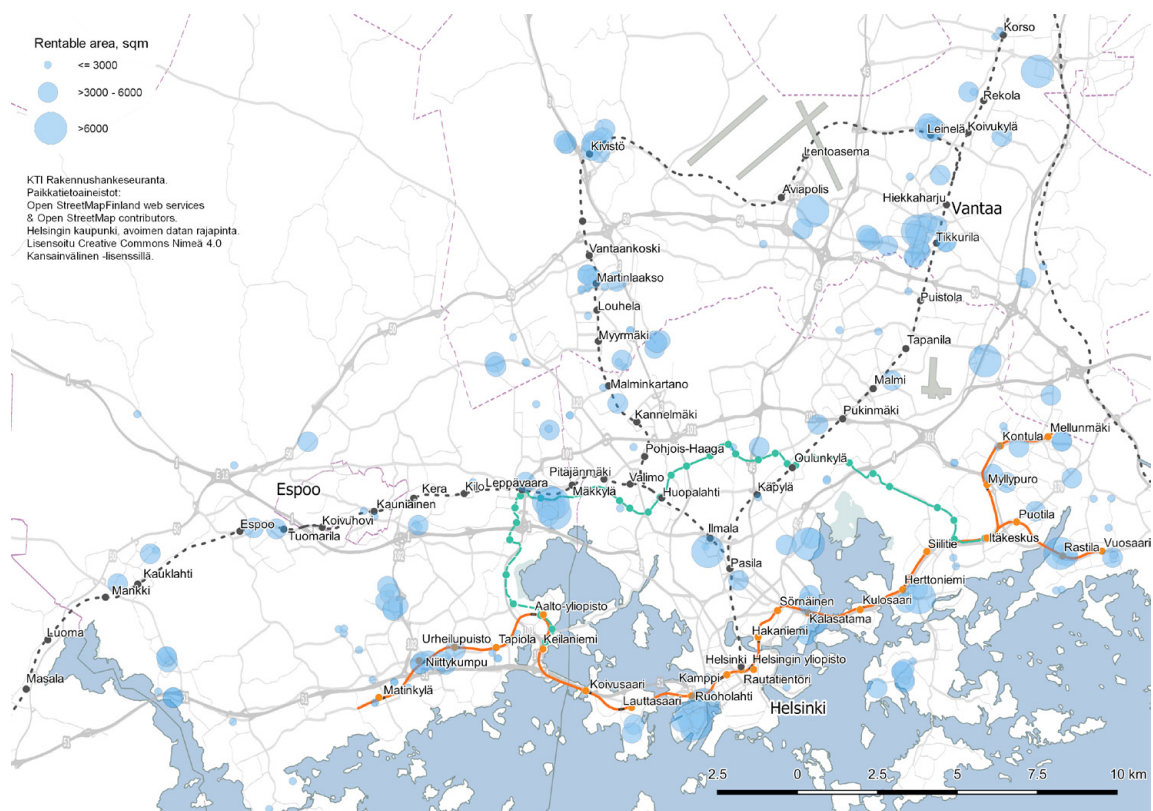 Rentable area, sqm
<= 3000
>3000 - 6000
>6000
KTI Rakennushankeseuranta.
Paikkatietoaineistot:
Open StreetMapFinland web services
& Open StreetMap contributors.
Helsingin kaupunki, avoimen datan rajapinta.
Lisensoitu Creative Commons Nimeä 4.0
Kansainvälinen -lisenssillä.
Korso
Rekola
Leinelä
Koivukylä
Kivistö
Lentoasema
Aviapolis
Hiekkaharju
Vantaa
Tikkurila
Vantaankoski
Martinlaakso
Puistola
Louhela
Myyrmäki
Tapanila
Malminkartano
Malmi
Kannelmäki
Pukinmäki
Mellunmäki
Kontula
Pohjois-Haaga
Oulunkylä
Pitäjänmäki
Valimo
Myllypuro
Espoo
Kera
Kilo
Leppävaara
Mäkkylä
Huopalahti
Käpylä
Kauniainen
Puotila
Espoo
Koivuhovi
Tuomarila
Ilmala
Siilitie
Itäkeskus
Rastila
Vuosaari
Kauklahti
Mankki
Pasila
Herttoniemi
Aalto-yliopisto
Sörnäinen
Kulosaari
Kalasatama
Luoma
Urheilupuisto
Tapiola
Keilaniemi
Hakaniemi
Niittykumpu
Helsinki
Helsingin yliopisto
Masala
Matinkylä
Koivusaari
Kamppi
Rautatientori
Lauttasaari
Ruoholahti
Helsinki
2.5
0
2.5
5
7.5
10 km